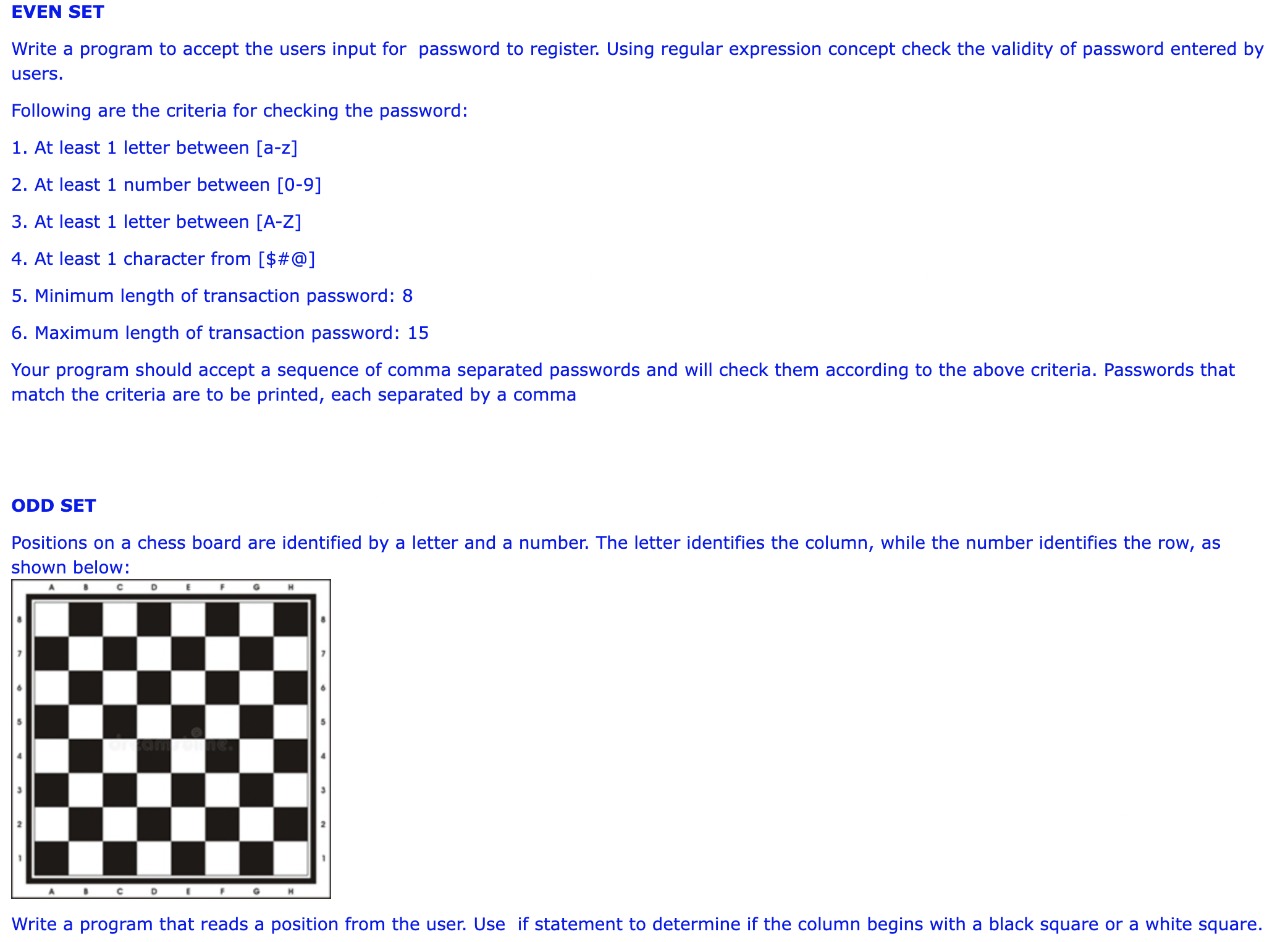 EVEN SET
Write a program to accept the users input for  password to register. Using regular expression concept check the validity of password entered by
users.
Following are the criteria for checking the password:
1. At least 1 letter between [a-z]
2. At least 1 number between [0-9]
3. At least 1 letter between [A-Z]
4. At least 1 character from [$#@]
5. Minimum length of transaction password: 8
6. Maximum length of transaction password: 15
Your program should accept a sequence of comma separated passwords and will check them according to the above criteria. Passwords that
match the criteria are to be printed, each separated by a comma
ODD SET
Positions on a chess board are identified by a letter and a number. The letter identifies the column, while the number identifies the row, as
shown below:
A B C D E F G H
8 8
7 7
6 6
5 5
4 4
3 3
2 2
1 1
A B C D E F G H
Write a program that reads a position from the user. Use  if statement to determine if the column begins with a black square or a white square.